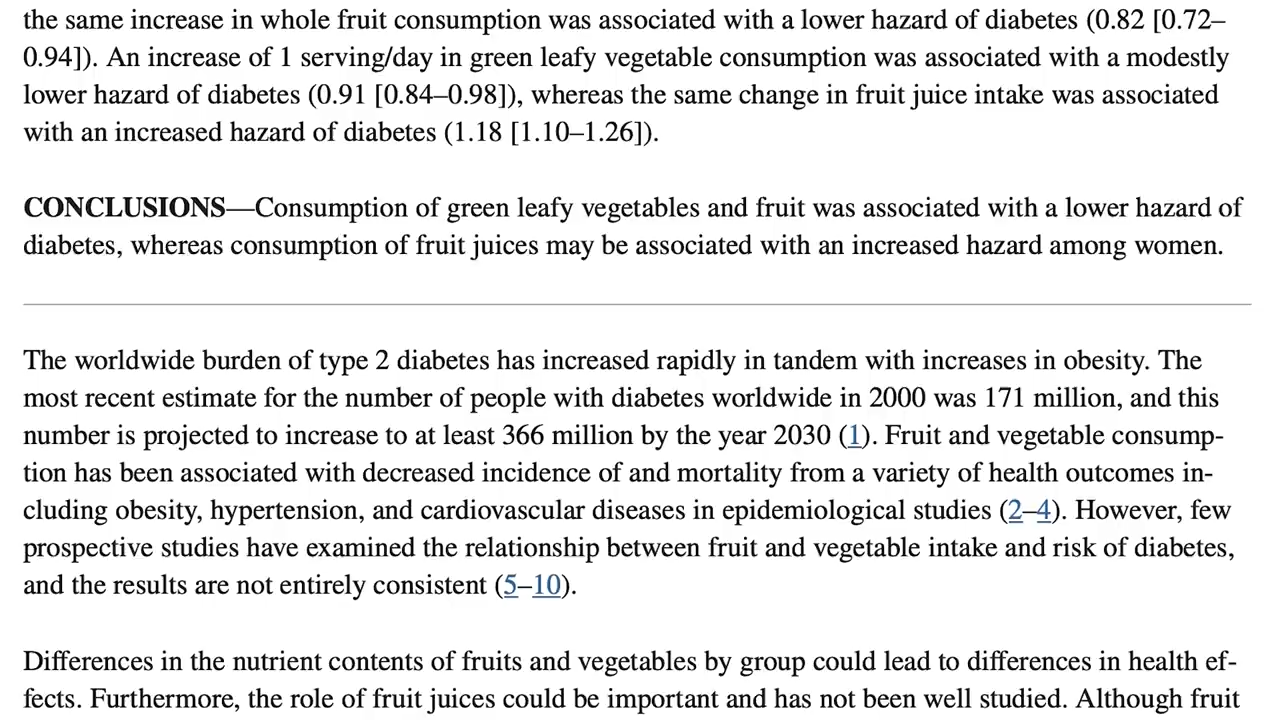 the same increase in whole fruit consumption was associated with a lower hazard of diabetes (0.82 [0.72–
0.94]). An increase of 1 serving/day in green leafy vegetable consumption was associated with a modestly
lower hazard of diabetes (0.91 [0.84–0.98]), whereas the same change in fruit juice intake was associated
with an increased hazard of diabetes (1.18 [1.10–1.26]).
CONCLUSIONS—Consumption of green leafy vegetables and fruit was associated with a lower hazard of
diabetes, whereas consumption of fruit juices may be associated with an increased hazard among women.
The worldwide burden of type 2 diabetes has increased rapidly in tandem with increases in obesity. The
most recent estimate for the number of people with diabetes worldwide in 2000 was 171 million, and this
number is projected to increase to at least 366 million by the year 2030 (1). Fruit and vegetable consump-
tion has been associated with decreased incidence of and mortality from a variety of health outcomes in-
cluding obesity, hypertension, and cardiovascular diseases in epidemiological studies (2–4). However, few
prospective studies have examined the relationship between fruit and vegetable intake and risk of diabetes,
and the results are not entirely consistent (5–10).
Differences in the nutrient contents of fruits and vegetables by group could lead to differences in health ef-
fects. Furthermore, the role of fruit juices could be important and has not been well studied. Although fruit